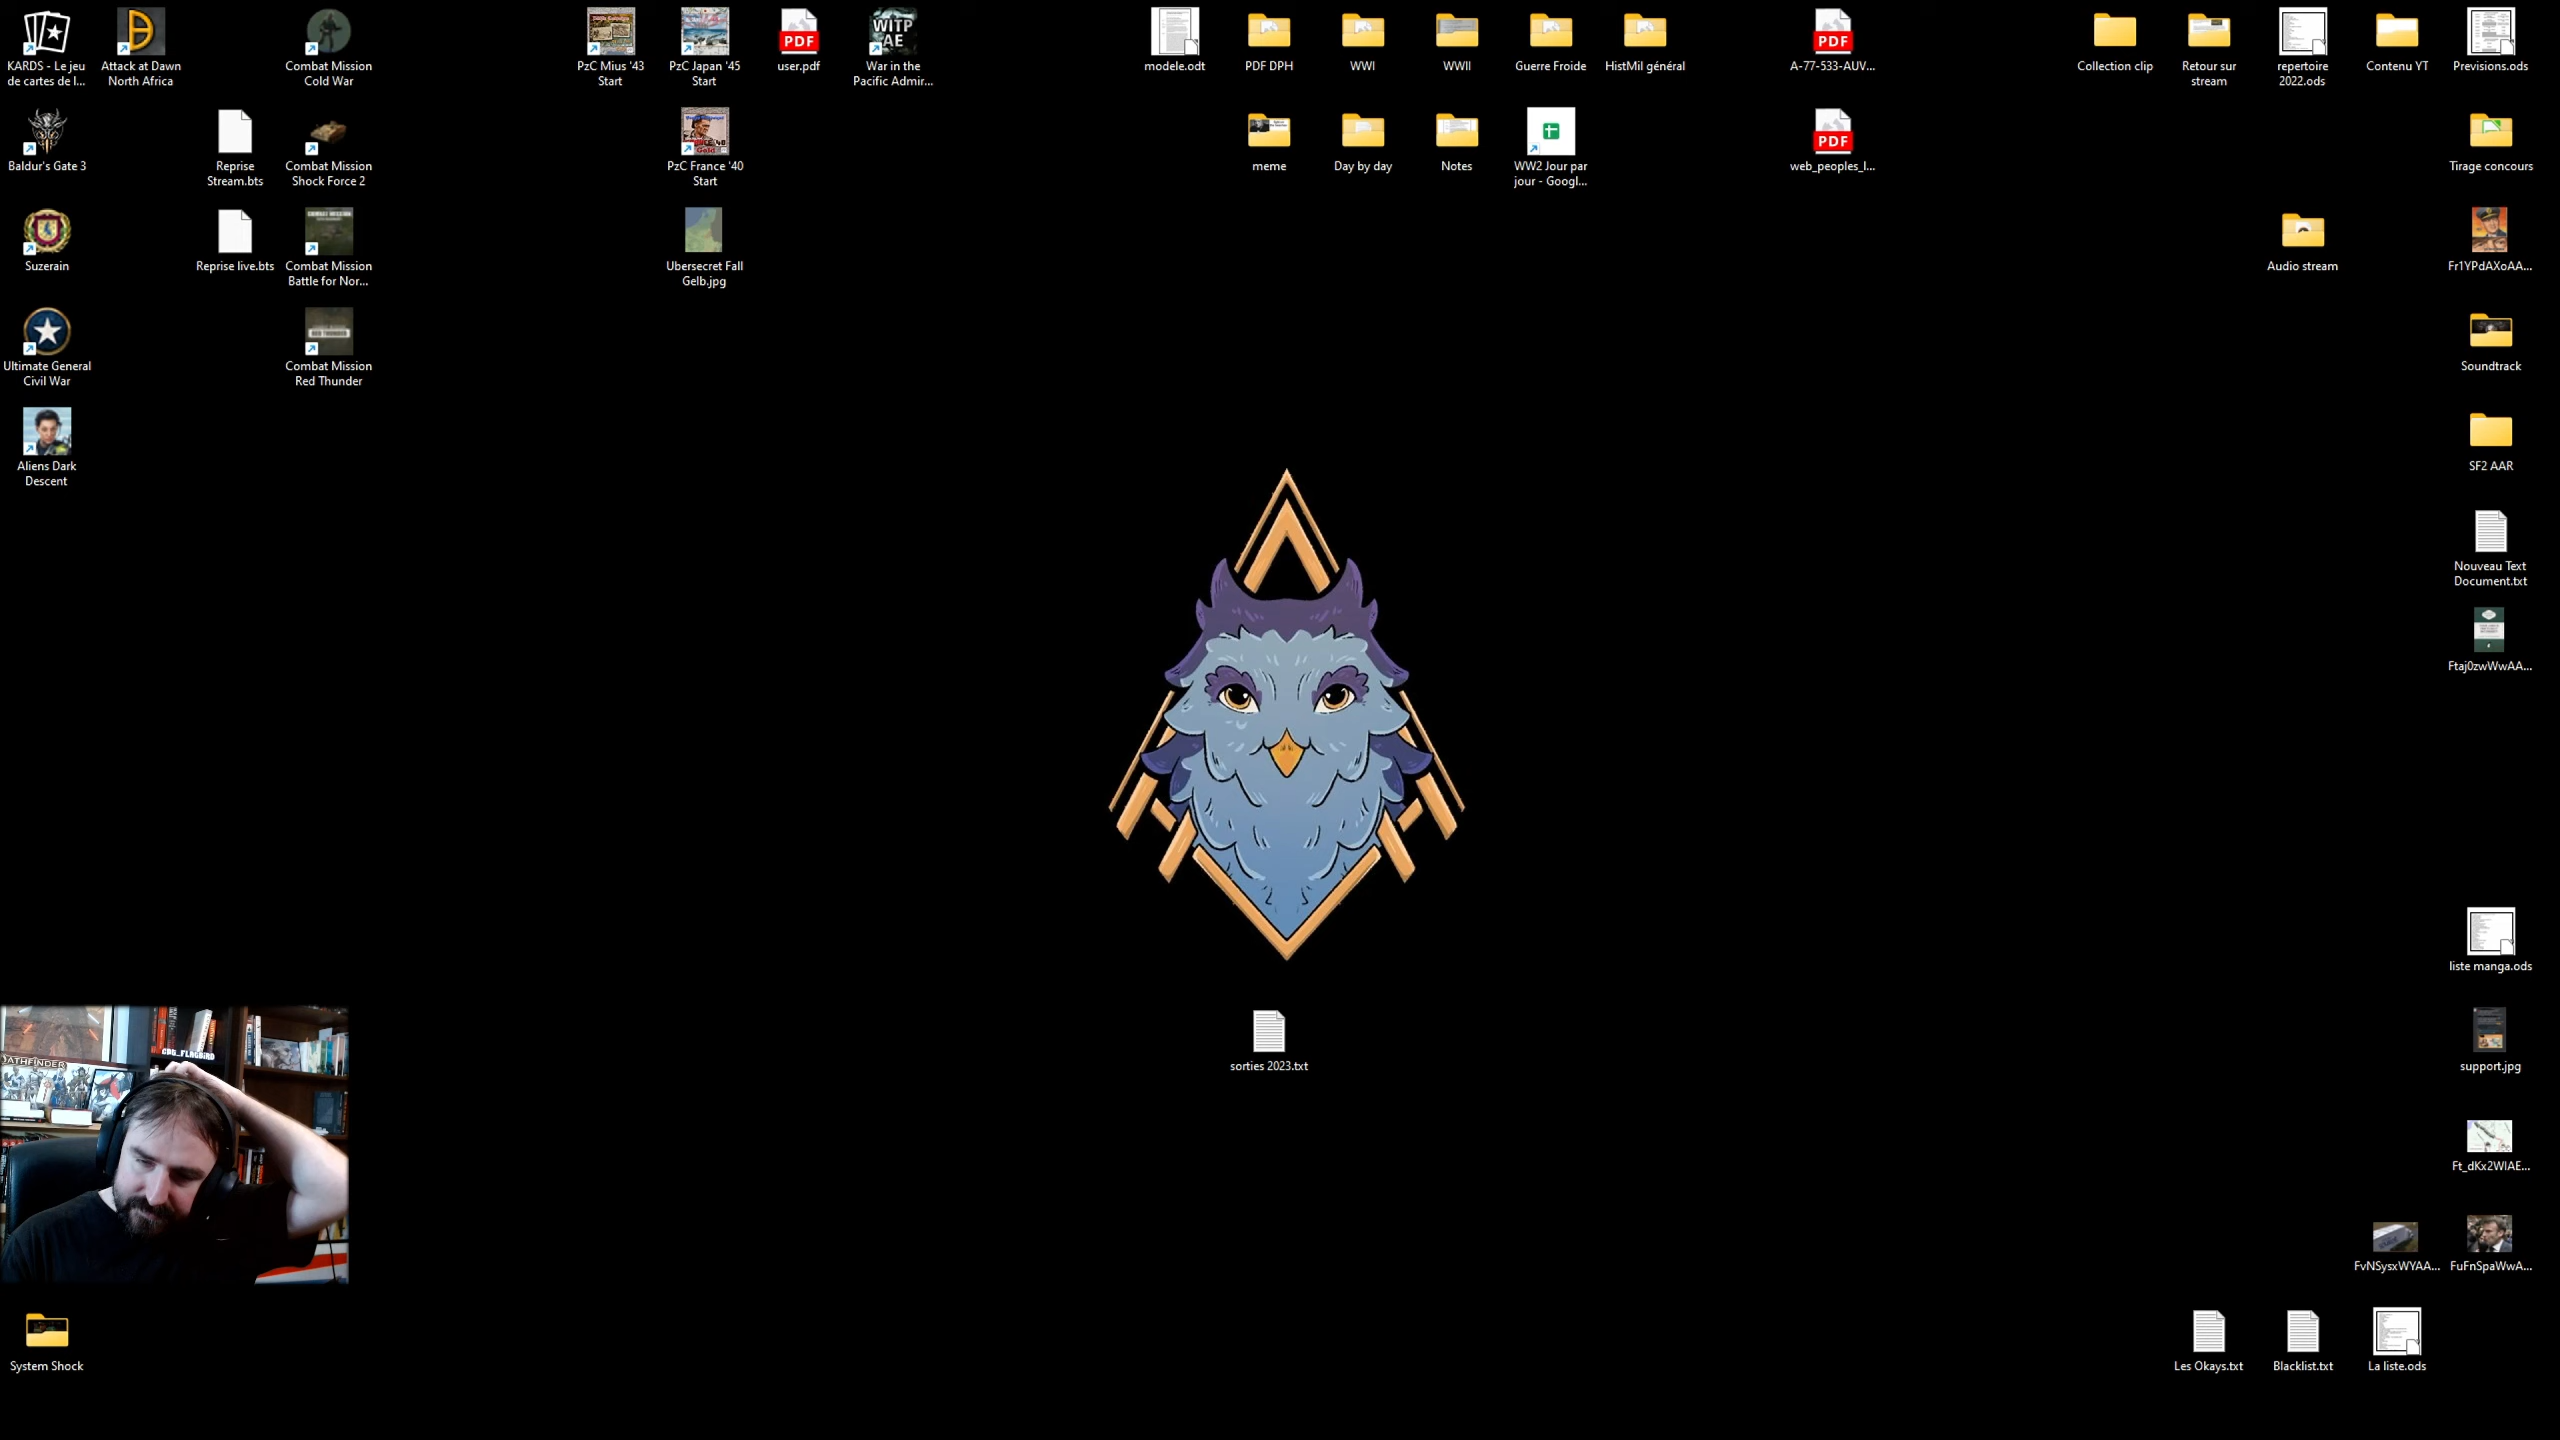 KARDS - Le jeu
de cartes de l...
Attack at Dawn
North Africa
Combat Mission
Cold War
PzC Mius '43
Start
PzC Japan '45
Start
PDF
user.pdf
WITP
AE
War in the
Pacific Admir...
modele.odt
PDF DPH
WWI
WWII
Guerre Froide
HistMil général
PDF
A-77-533-AUV...
Collection clip
Retour sur
stream
repertoire
2022.ods
Contenu YT
Previsions.ods
Baldur's Gate 3
Reprise
Stream.bts
Combat Mission
Shock Force 2
PzC France '40
Start
meme
Day by day
Notes
WW2 Jour par
jour - Googl...
PDF
web_peoples_l...
Tirage concours
Suzerain
Reprise live.bts
Combat Mission
Battle for Nor...
Ubersecret Fall
Gelb.jpg
Audio stream
Fr1YPdAXoAA...
Ultimate General
Civil War
Combat Mission
Red Thunder
Soundtrack
Aliens Dark
Descent
SF2 AAR
Nouveau Text
Document.txt
Ftaj0zwWwAA...
liste manga.ods
CDG_FLAGBIRD
PATHFINDER
sorties 2023.txt
support.jpg
Ft_dKx2WIAE...
FvNSysxWYAA...
FuFnSpaWwA...
System Shock
Les Okays.txt
Blacklist.txt
La liste.ods